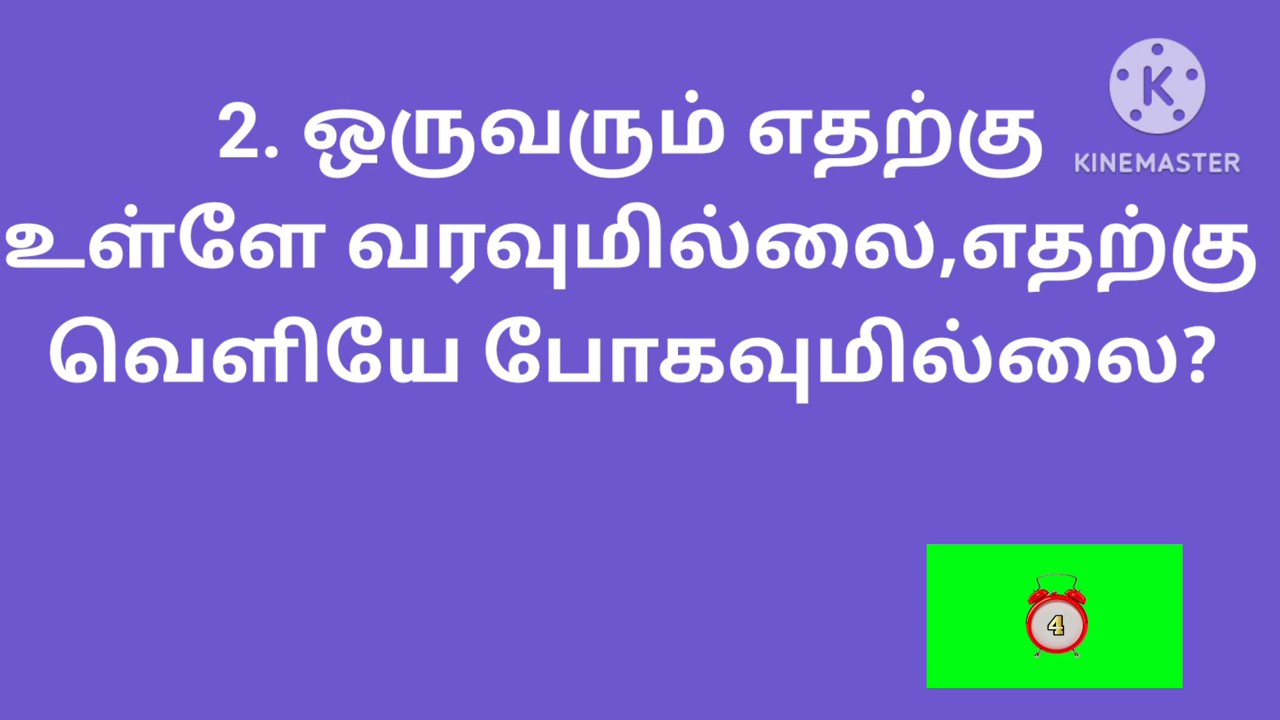 2. ஒருவரும் எதற்கு
உள்ளே வரவுமில்லை,எதற்கு
வெளியே போகவுமில்லை?
K
KINEMASTER
4